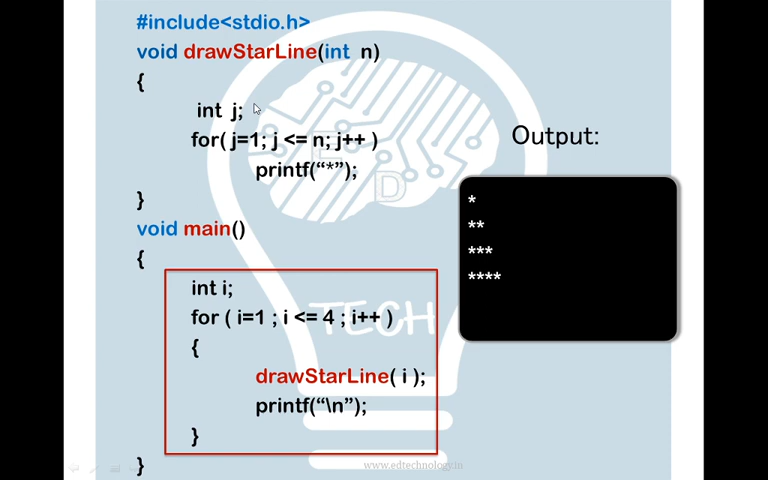 #include<stdio.h>
void drawStarLine(int n)
{
int j;
for( j=1; j <= n; j++ )
printf(“*”);
}
void main()
{
int i;
for ( i=1 ; i <= 4 ; i++ )
{
drawStarLine( i );
printf(“\n”);
}
}
Output:
*
**
***
****
E
D
TECH
www.edtechnology.in